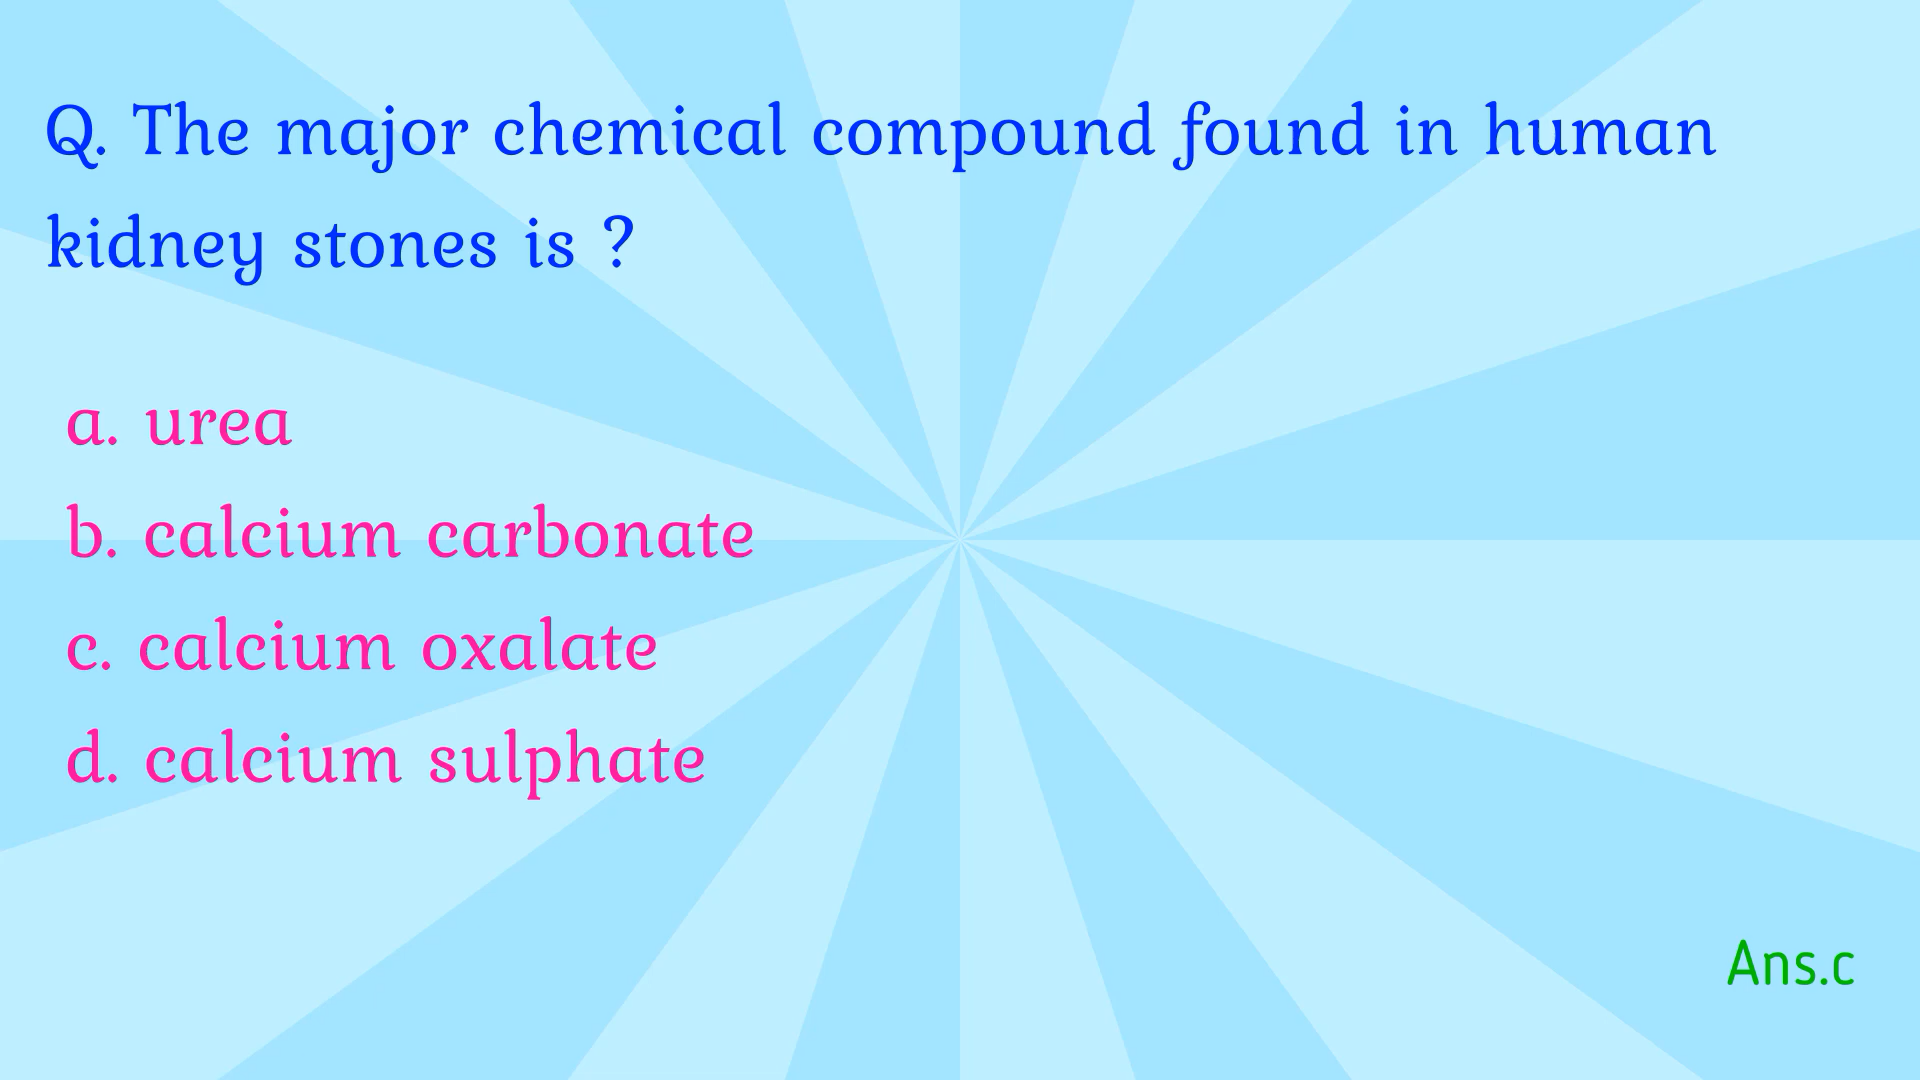 Q. The major chemical compound found in human
kidney stones is ?
a. urea
b. calcium carbonate
c. calcium oxalate
d. calcium sulphate
Ans.c